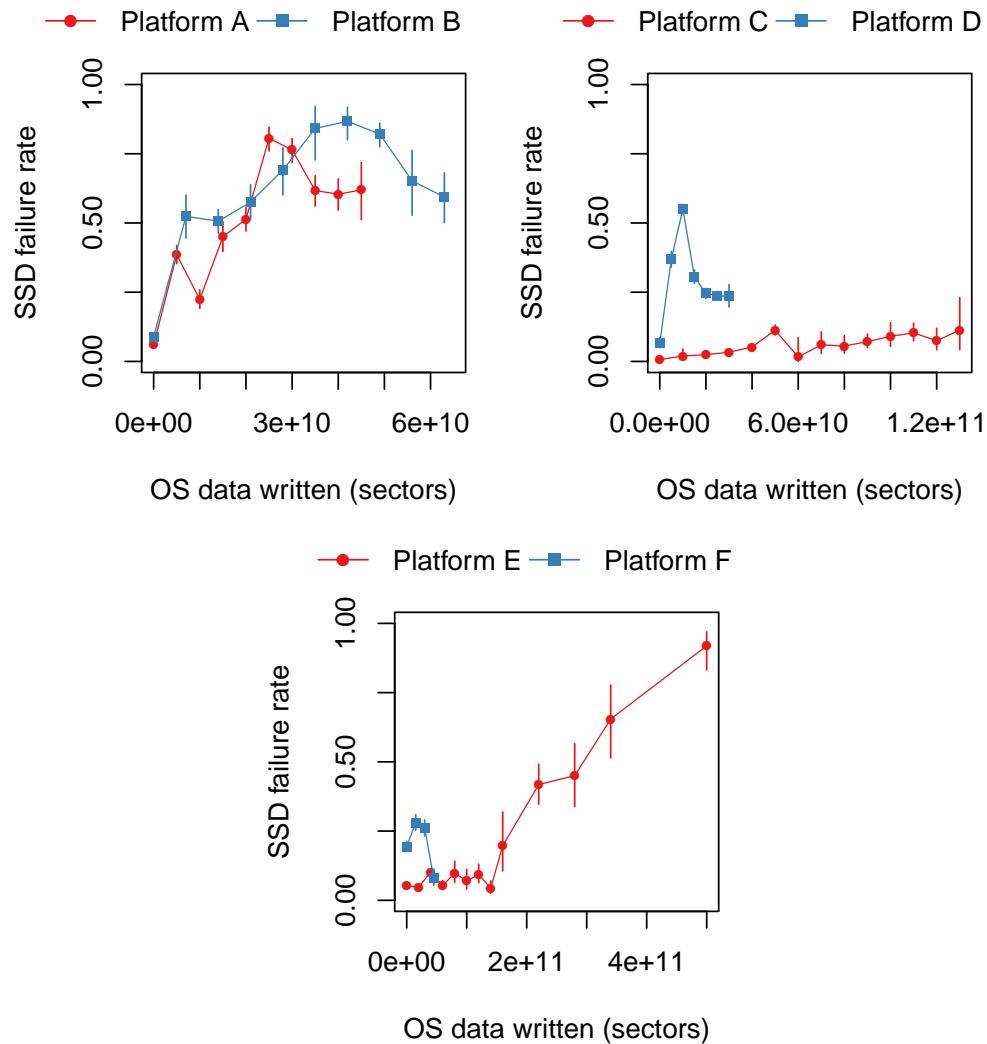 Platform A Platform B
SSD failure rate
0.00 0.50 1.00
0e+00 3e+10 6e+10
OS data written (sectors)
Platform C Platform D
SSD failure rate
0.00 0.50 1.00
0.0e+00 6.0e+10 1.2e+11
OS data written (sectors)
Platform E Platform F
SSD failure rate
0.00 0.50 1.00
0e+00 2e+11 4e+11
OS data written (sectors)